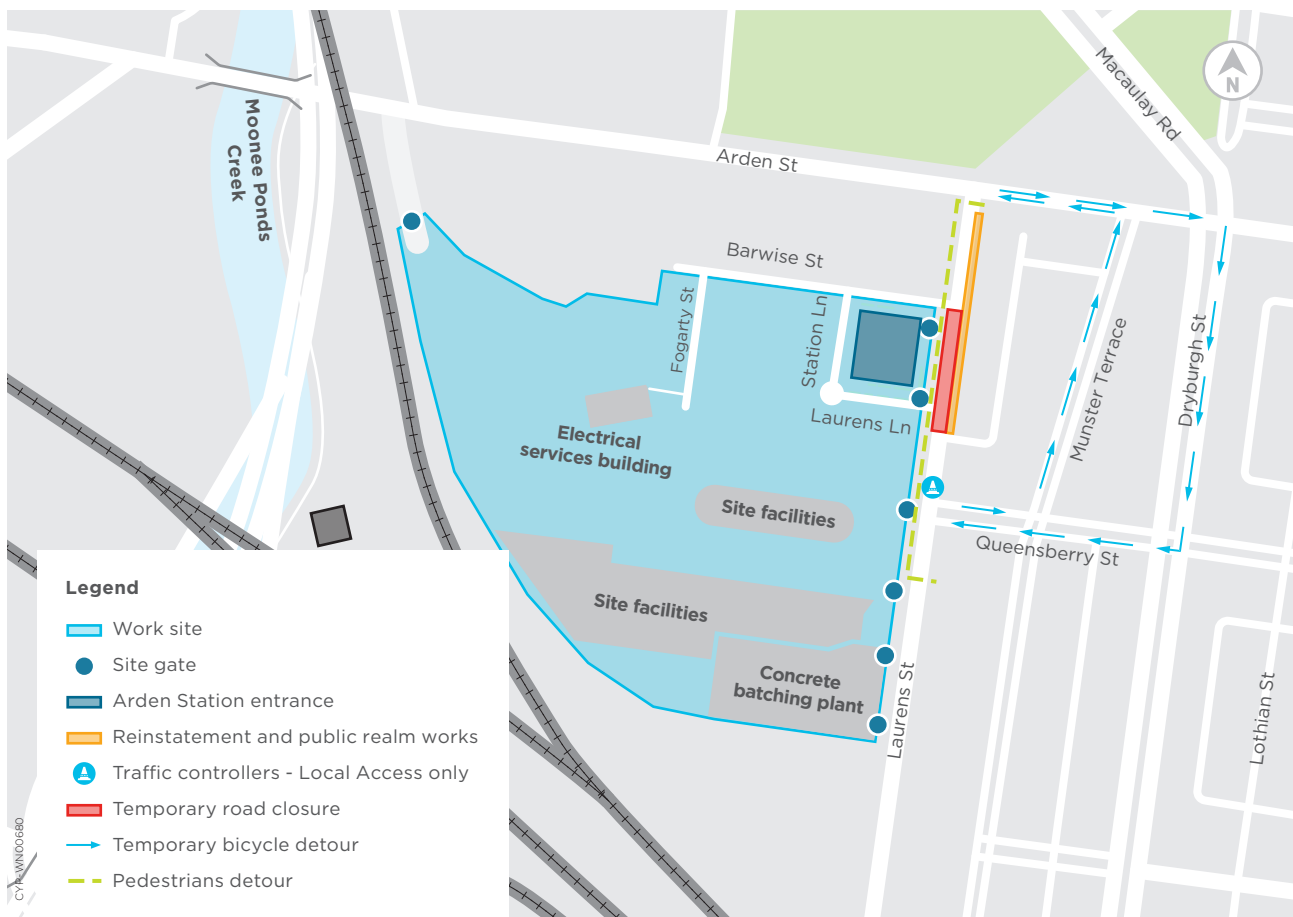 Macaulay Rd
N
Moonee Ponds
Creek
Arden St
Barwise St
Fogarty St
Station Ln
Laurens Ln
Munster Terrace
Dryburgh St
Electrical
services building
Site facilities
Queensberry St
Site facilities
Concrete
batching plant
Laurens St
Lothian St
Legend
Work site
Site gate
Arden Station entrance
Reinstatement and public realm works
Traffic controllers - Local Access only
Temporary road closure
Temporary bicycle detour
Pedestrians detour
CYP-WN00680